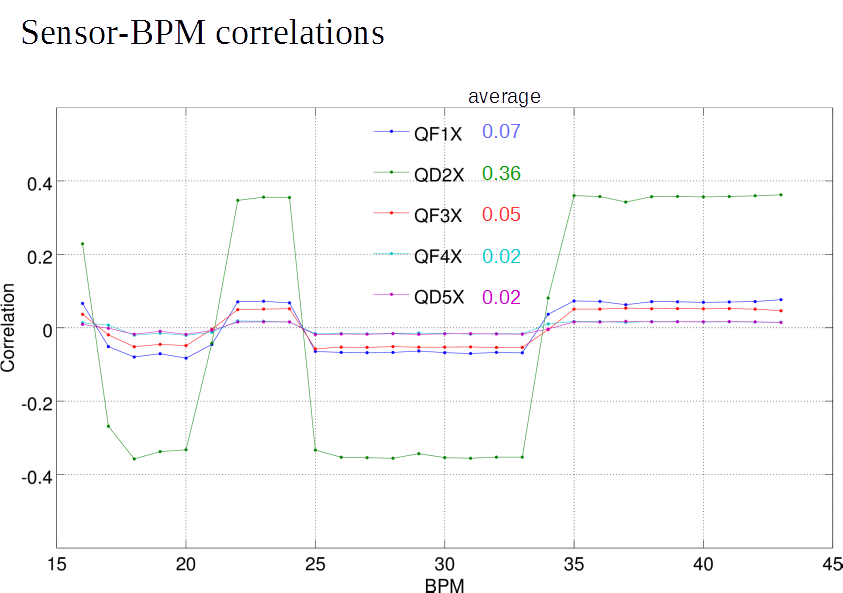 Sensor-BPM correlations
average
QF1X 0.07
QD2X 0.36
QF3X 0.05
QF4X 0.02
QD5X 0.02
0.4
0.2
0
-0.2
-0.4
Correlation
15 20 25 30 35 40 45
BPM